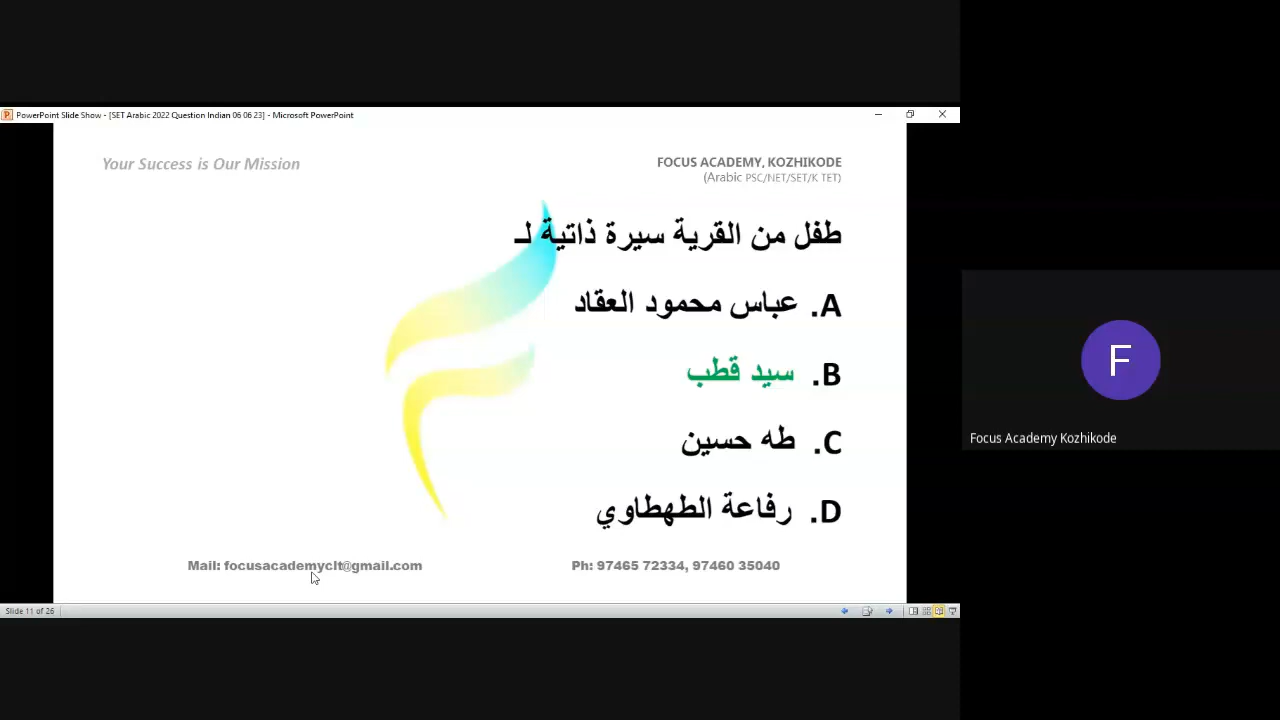 PowerPoint Slide Show - [SET Arabic 2022 Question Indian 06 06 23] - Microsoft PowerPoint
Your Success is Our Mission
FOCUS ACADEMY, KOZHIKODE
(Arabic PSC/NET/SET/K TET)
طفل من القرية سيرة ذاتية لـ
A. عباس محمود العقاد
B. سيد قطب
C. طه حسين
D. رفاعة الطهطاوي
Mail: focusacademyclt@gmail.com
Ph: 97465 72334, 97460 35040
Slide 11 of 26
F
Focus Academy Kozhikode